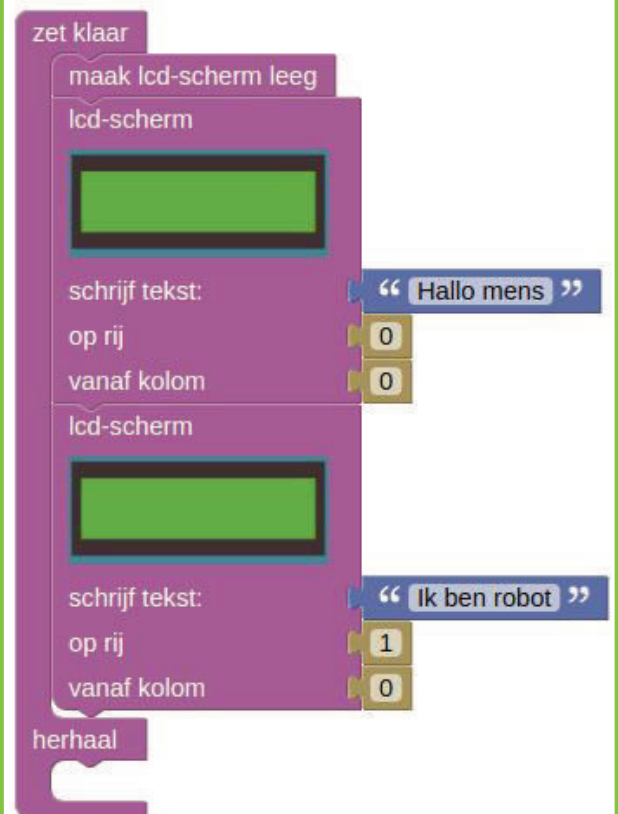 zet klaar
maak lcd-scherm leeg
lcd-scherm
schrijf tekst: “ Hallo mens ”
op rij 0
vanaf kolom 0
lcd-scherm
schrijf tekst: “ Ik ben robot ”
op rij 1
vanaf kolom 0
herhaal